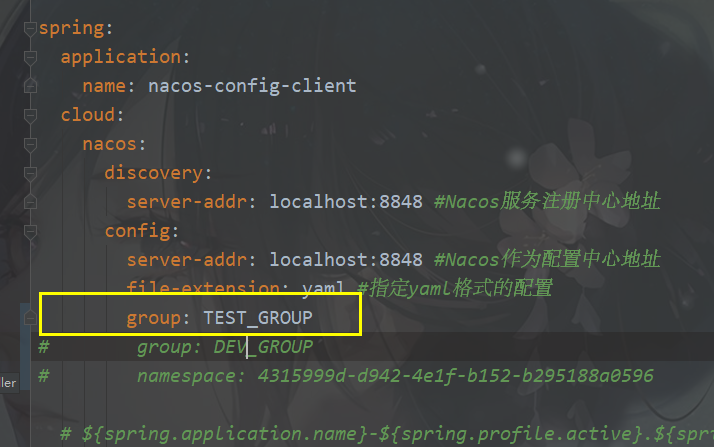 spring:
application:
name: nacos-config-client
cloud:
nacos:
discovery:
server-addr: localhost:8848 #Nacos服务注册中心地址
config:
server-addr: localhost:8848 #Nacos作为配置中心地址
file-extension: yaml #指定yaml格式的配置
group: TEST_GROUP
# group: DEV_GROUP
# namespace: 4315999d-d942-4e1f-b152-b295188a0596
ller
# ${spring.application.name}-${spring.profile.active}.${spr